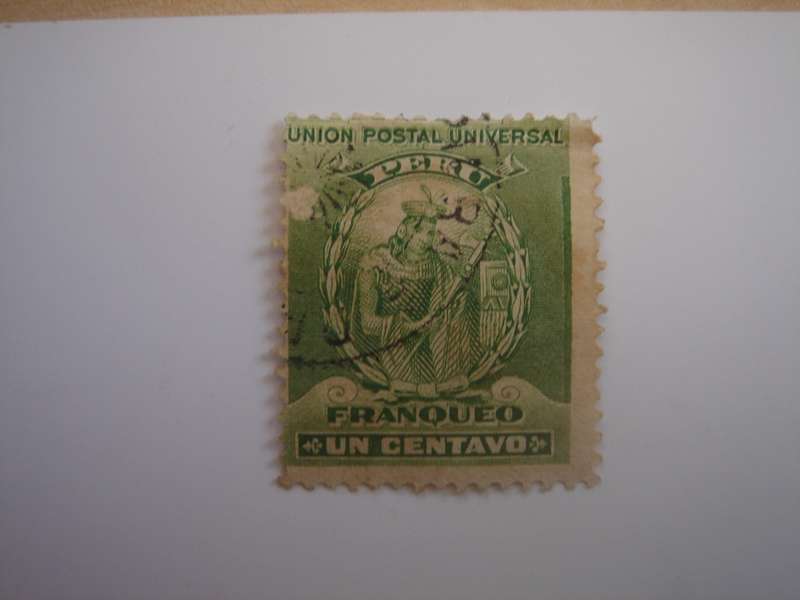 UNION POSTAL UNIVERSAL
PERU
FRANQUEO
UN CENTAVO